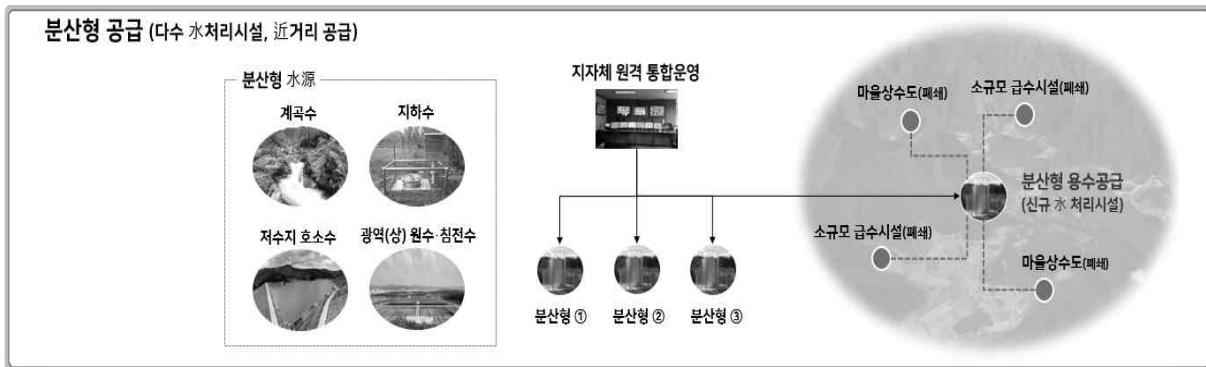 분산형 공급 (다수 水처리시설, 近거리 공급)
분산형 水源
계곡수
지하수
저수지 호소수
광역(상) 원수·침전수
지자체 원격 통합운영
분산형 ①
분산형 ②
분산형 ③
마을상수도(폐쇄)
소규모 급수시설(폐쇄)
분산형 용수공급
(신규 水 처리시설)
소규모 급수시설(폐쇄)
마을상수도(폐쇄)